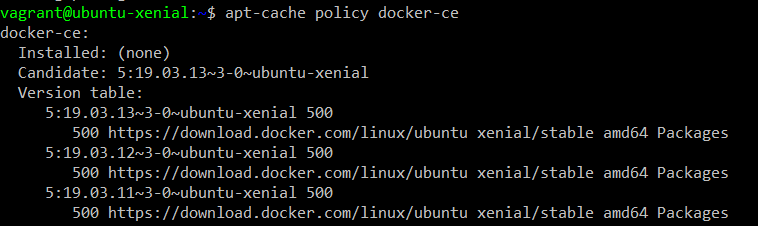 vagrant@ubuntu-xenial:~$ apt-cache policy docker-ce
docker-ce:
  Installed: (none)
  Candidate: 5:19.03.13~3-0~ubuntu-xenial
  Version table:
     5:19.03.13~3-0~ubuntu-xenial 500
        500 https://download.docker.com/linux/ubuntu xenial/stable amd64 Packages
     5:19.03.12~3-0~ubuntu-xenial 500
        500 https://download.docker.com/linux/ubuntu xenial/stable amd64 Packages
     5:19.03.11~3-0~ubuntu-xenial 500
        500 https://download.docker.com/linux/ubuntu xenial/stable amd64 Packages